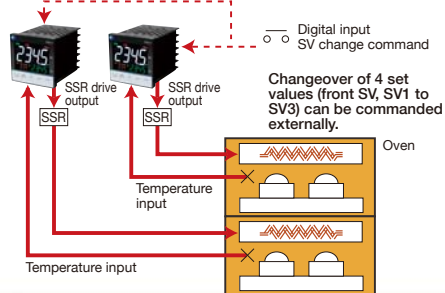 Digital input
SV change command
2345
2345
SSR drive
output
SSR drive
output
SSR
SSR
Changeover of 4 set
values (front SV, SV1 to
SV3) can be commanded
externally.
Oven
Temperature
input
Temperature input